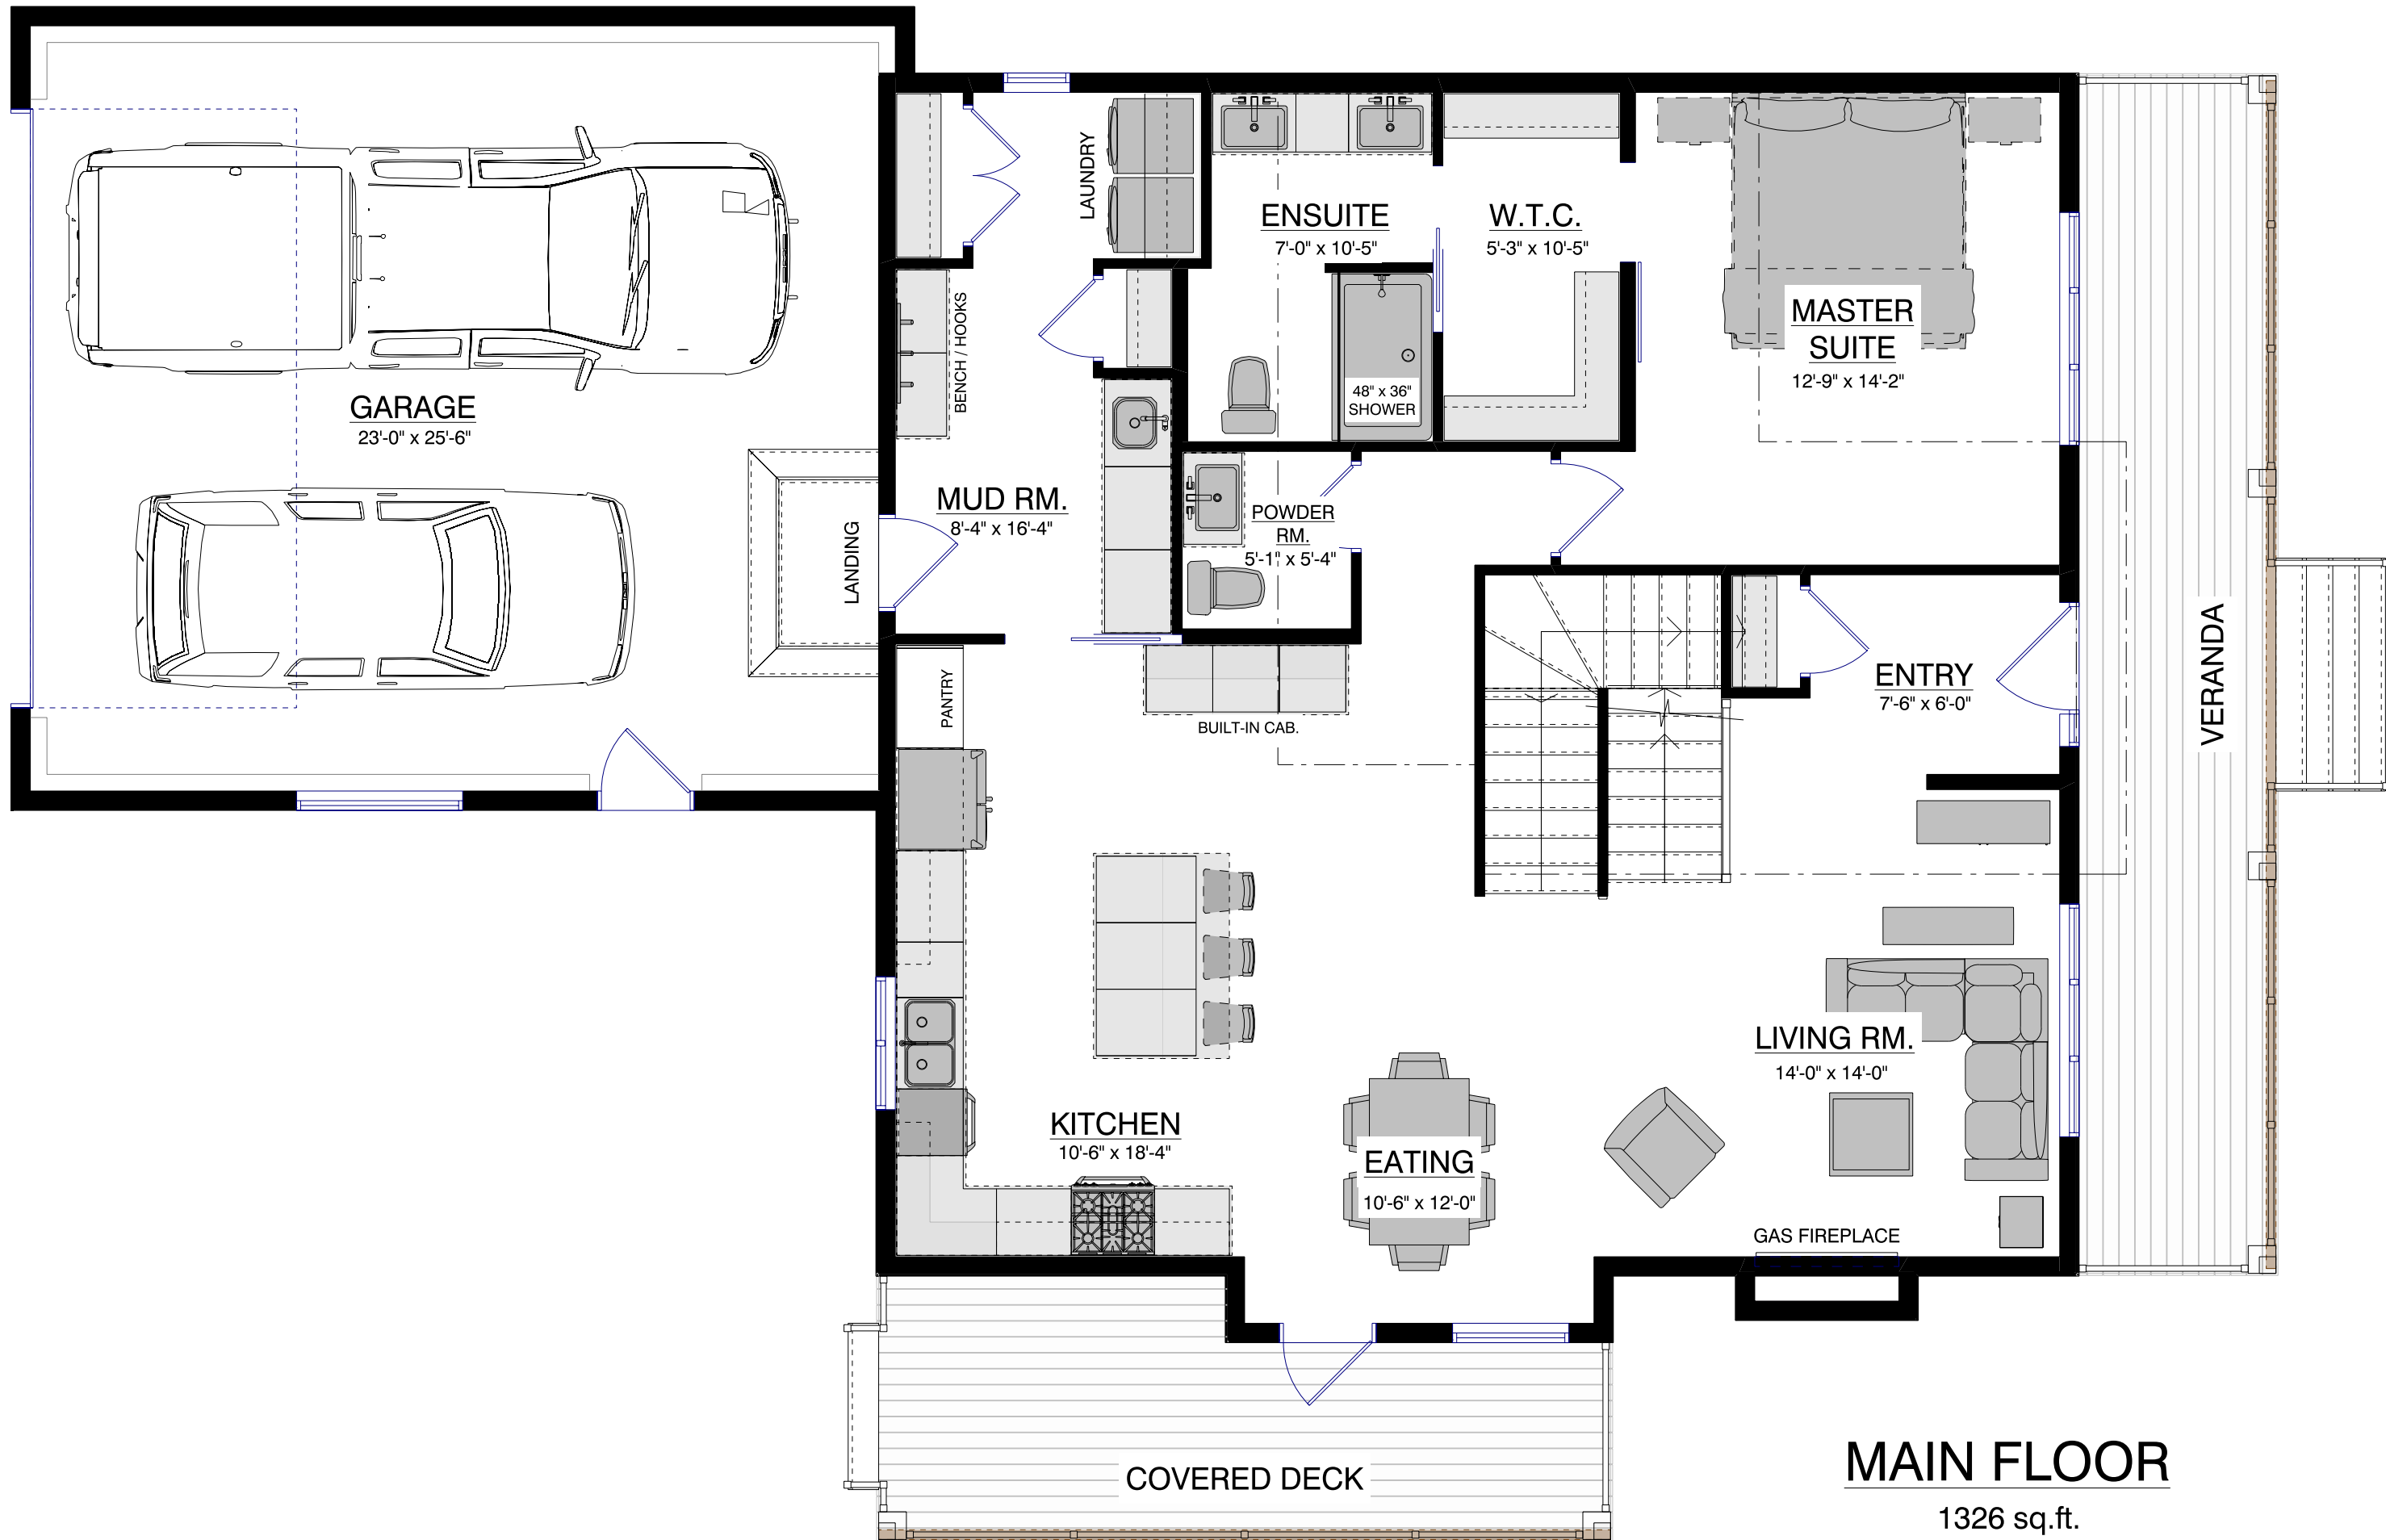 LAUNDRY
ENSUITE
7'-0" x 10'-5"
W.T.C.
5'-3" x 10'-5"
MASTER
SUITE
12'-9" x 14'-2"
BENCH / HOOKS
48" x 36"
SHOWER
GARAGE
23'-0" x 25'-6"
MUD RM.
8'-4" x 16'-4"
LANDING
POWDER
RM.
5'-1" x 5'-4"
PANTRY
BUILT-IN CAB.
ENTRY
7'-6" x 6'-0"
VERANDA
LIVING RM.
14'-0" x 14'-0"
KITCHEN
10'-6" x 18'-4"
EATING
10'-6" x 12'-0"
GAS FIREPLACE
COVERED DECK
MAIN FLOOR
1326 sq.ft.